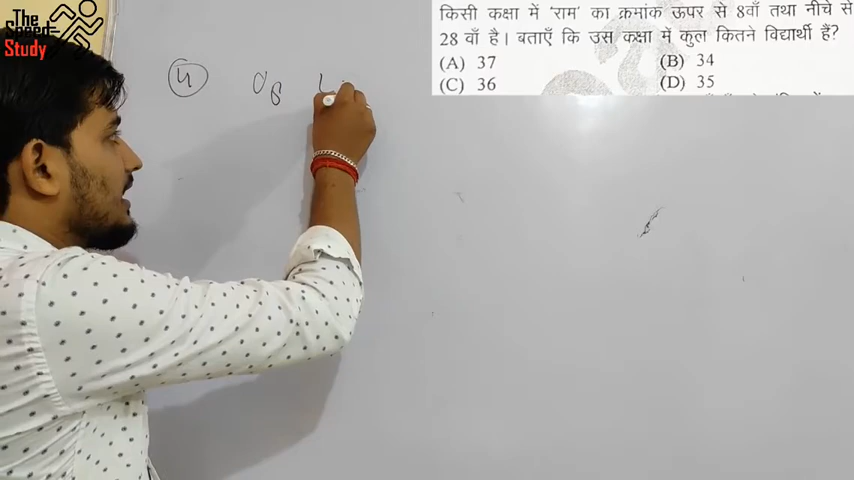 The
Speed
Study
किसी कक्षा में 'राम' का क्रमांक ऊपर से 8वाँ तथा नीचे से
28 वाँ है। बताएँ कि उस कक्षा में कुल कितने विद्यार्थी हैं?
(A) 37 (B) 34
(C) 36 (D) 35